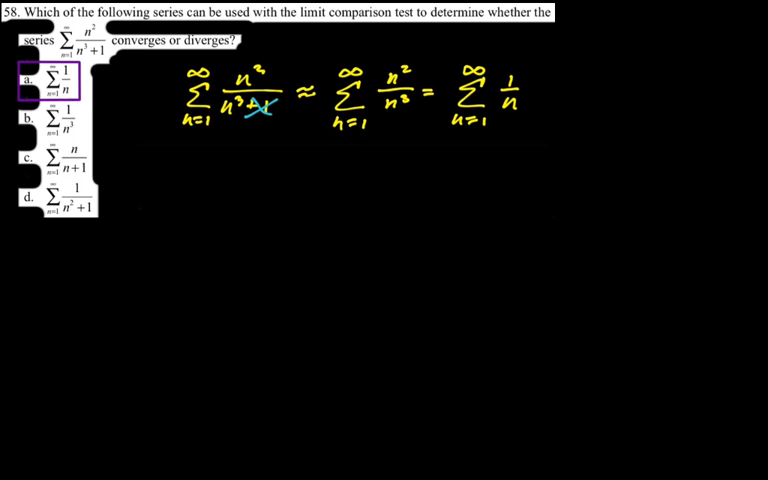 58. Which of the following series can be used with the limit comparison test to determine whether the
series ∑_{n=1}^{∞} n²/(n³+1) converges or diverges?
a. ∑_{n=1}^{∞} 1/n
b. ∑_{n=1}^{∞} 1/n³
c. ∑_{n=1}^{∞} n/(n+1)
d. ∑_{n=1}^{∞} 1/(n²+1)
∑_{n=1}^{∞} n²/(n³+1) ≈ ∑_{n=1}^{∞} n²/n³ = ∑_{n=1}^{∞} 1/n